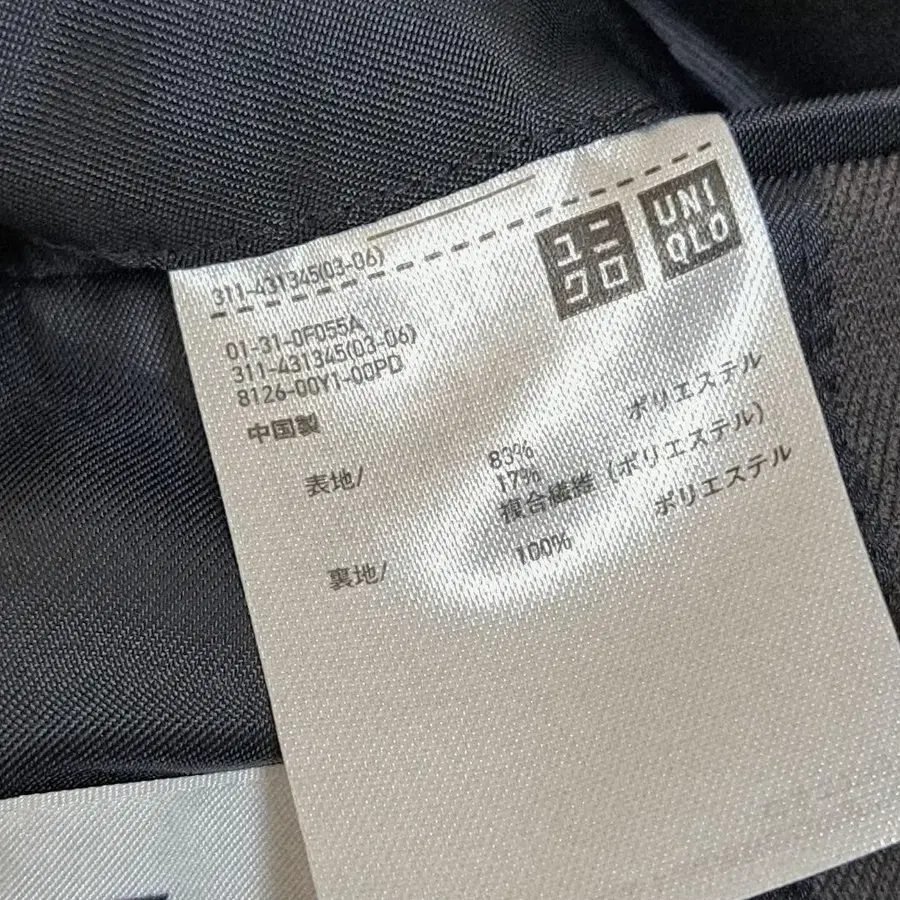 311-431345(03-06)
ユニ
クロ
UNI
QLO
01-31-0F055A
311-431345(03-06)
8126-00Y1-00PD
中国製
表地/ 83% ポリエステル
17% 複合繊維 (ポリエステル)
裏地/ 100% ポリエステル